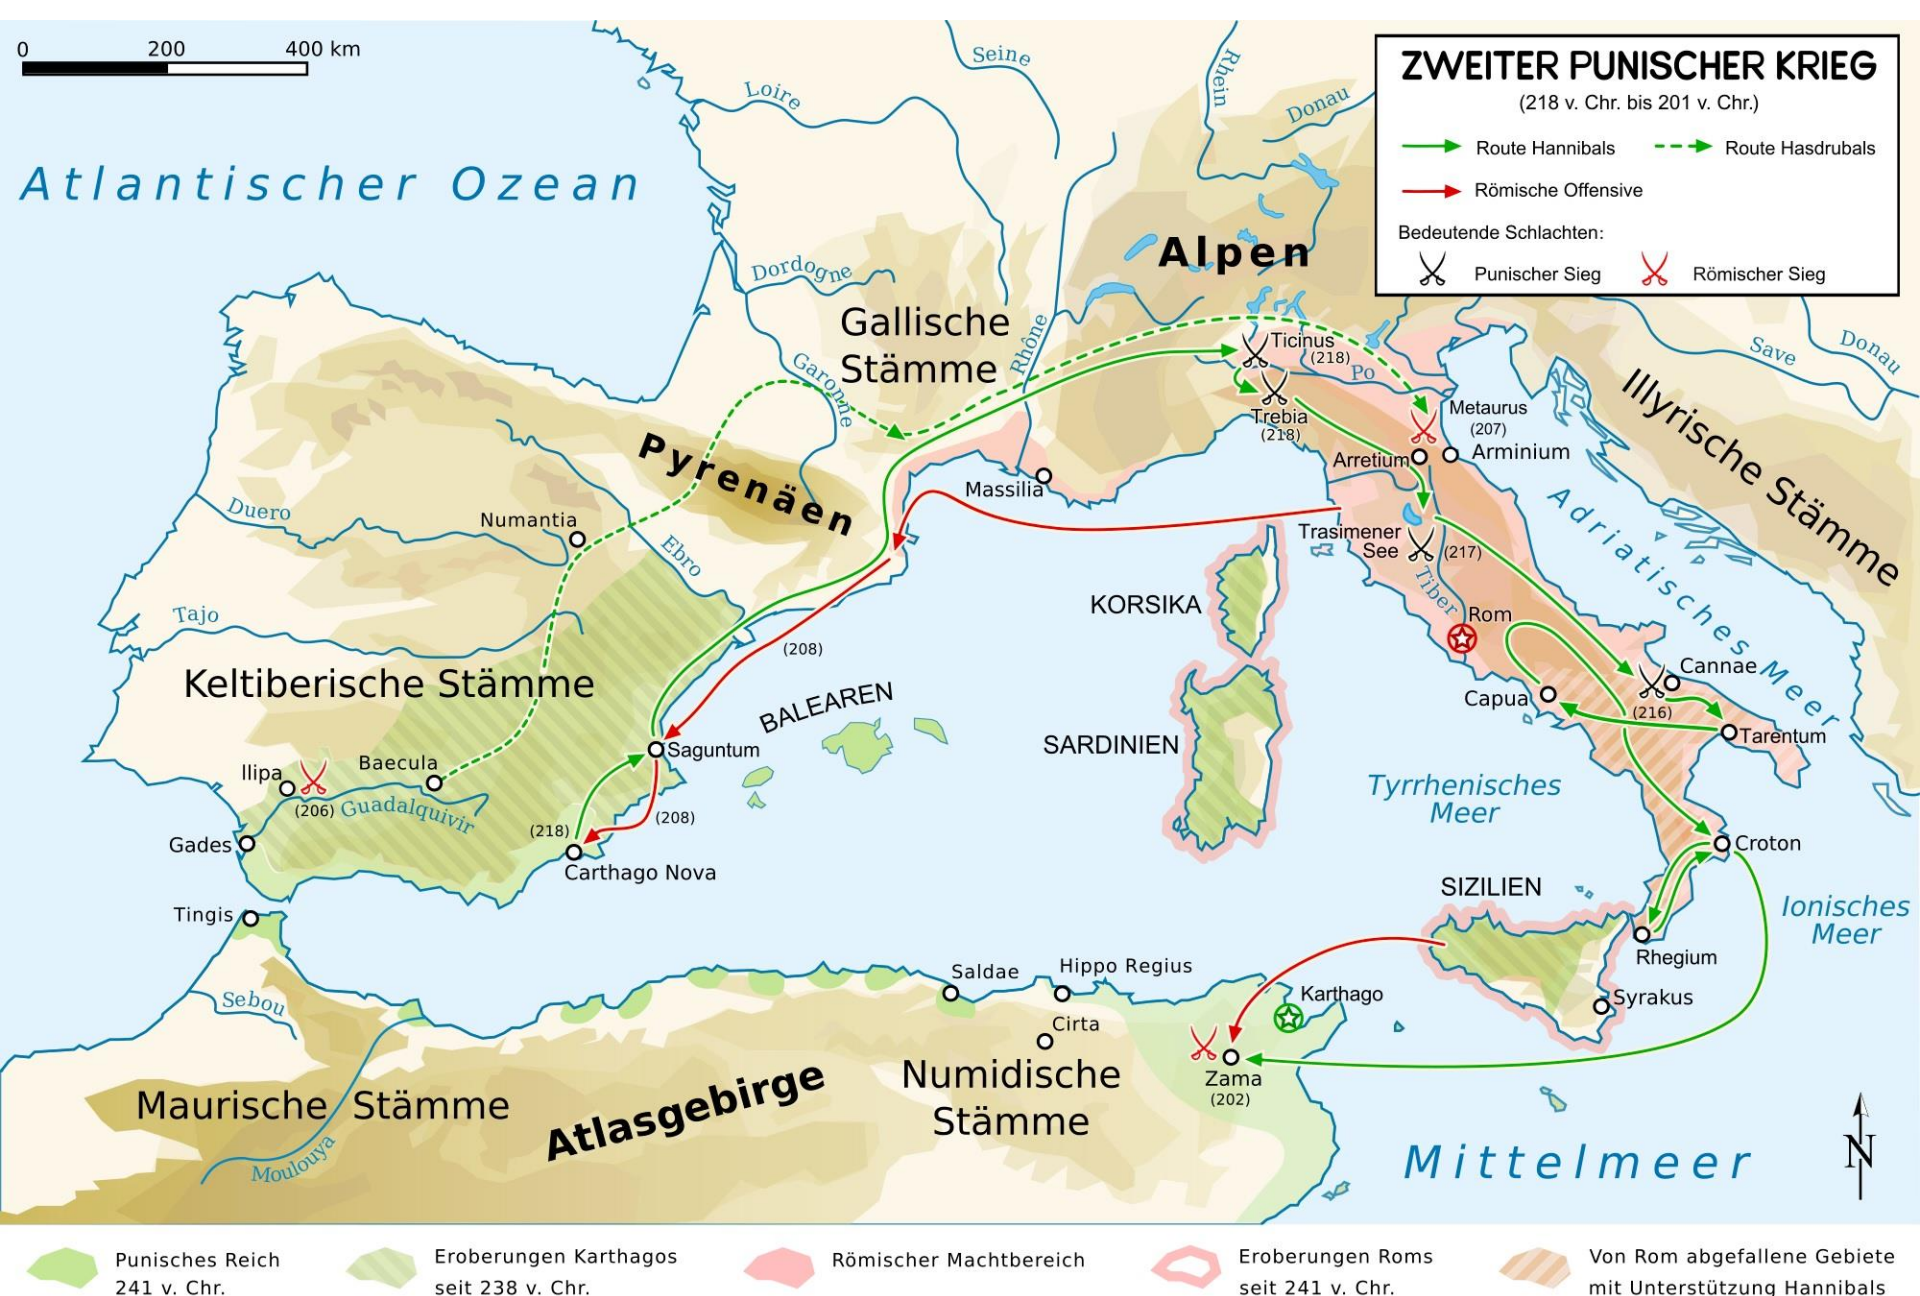 0 200 400 km
ZWEITER PUNISCHER KRIEG
(218 v. Chr. bis 201 v. Chr.)
Route Hannibals
Route Hasdrubals
Römische Offensive
Bedeutende Schlachten:
Punischer Sieg
Römischer Sieg
Seine
Rhein
Donau
Loire
Atlantischer Ozean
Alpen
Dordogne
Gallische
Stämme
Rhône
Garonne
Ticinus
(218)
Po
Save
Donau
Trebia
(218)
Metaurus
(207)
Arretium
Arminium
Illyrische Stämme
Pyrenäen
Massilia
Duero
Numantia
Ebro
Trasimener
See
(217)
Tiber
Adriatisches Meer
Tajo
KORSIKA
Rom
Keltiberische Stämme
(208)
BALEAREN
Cannae
Capua
(216)
Tarentum
SARDINIEN
Saguntum
Baecula
Ilipa
(206)
Guadalquivir
Tyrrhenisches
Meer
(218)
(208)
Gades
Carthago Nova
Croton
SIZILIEN
Ionisches
Meer
Tingis
Rhegium
Saldae
Hippo Regius
Karthago
Syrakus
Sebou
Cirta
Zama
(202)
Numidische
Stämme
Maurische Stämme
Atlasgebirge
Moulouya
Mittelmeer
N
Punisches Reich
241 v. Chr.
Eroberungen Karthagos
seit 238 v. Chr.
Römischer Machtbereich
Eroberungen Roms
seit 241 v. Chr.
Von Rom abgefallene Gebiete
mit Unterstützung Hannibals